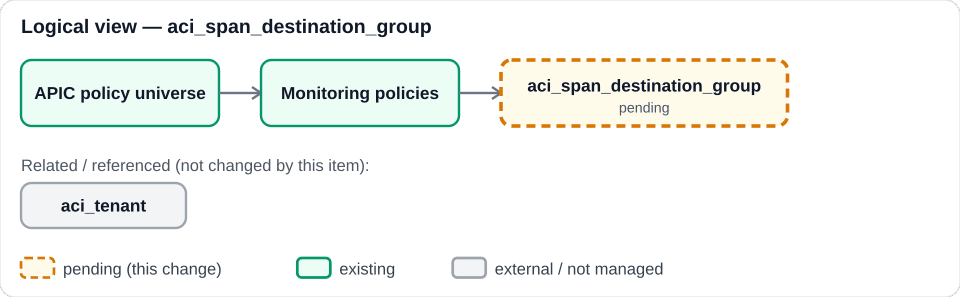 Logical view — aci_span_destination_group
APIC policy universe
Monitoring policies
aci_span_destination_group
pending
Related / referenced (not changed by this item):
aci_tenant
pending (this change)
existing
external / not managed